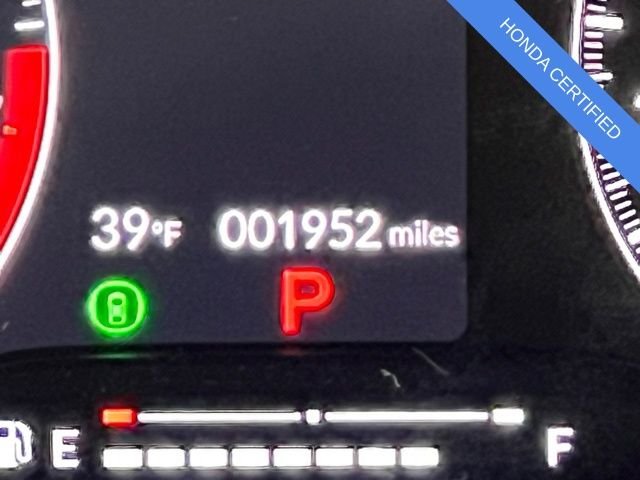 HONDA CERTIFIED
39°F 001952 miles
P
E F